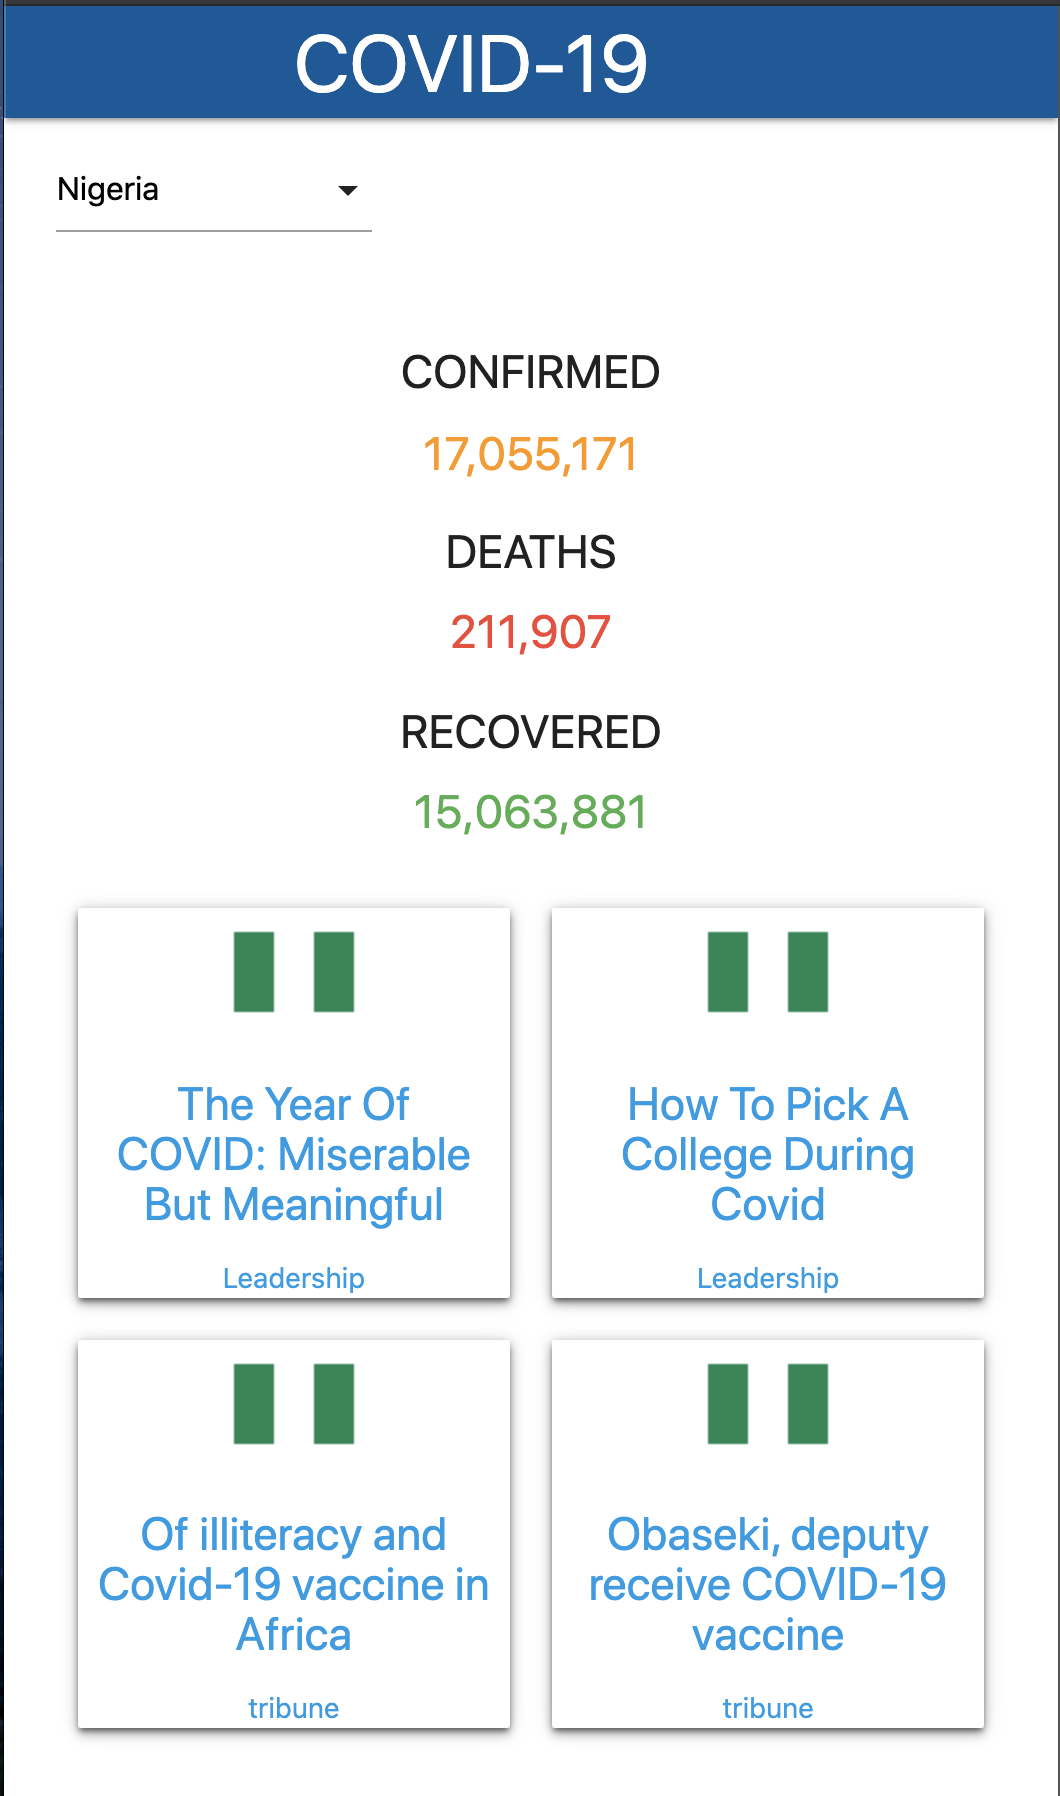 COVID-19
Nigeria
CONFIRMED
17,055,171
DEATHS
211,907
RECOVERED
15,063,881
The Year Of
COVID: Miserable
But Meaningful
Leadership
How To Pick A
College During
Covid
Leadership
Of illiteracy and
Covid-19 vaccine in
Africa
tribune
Obaseki, deputy
receive COVID-19
vaccine
tribune